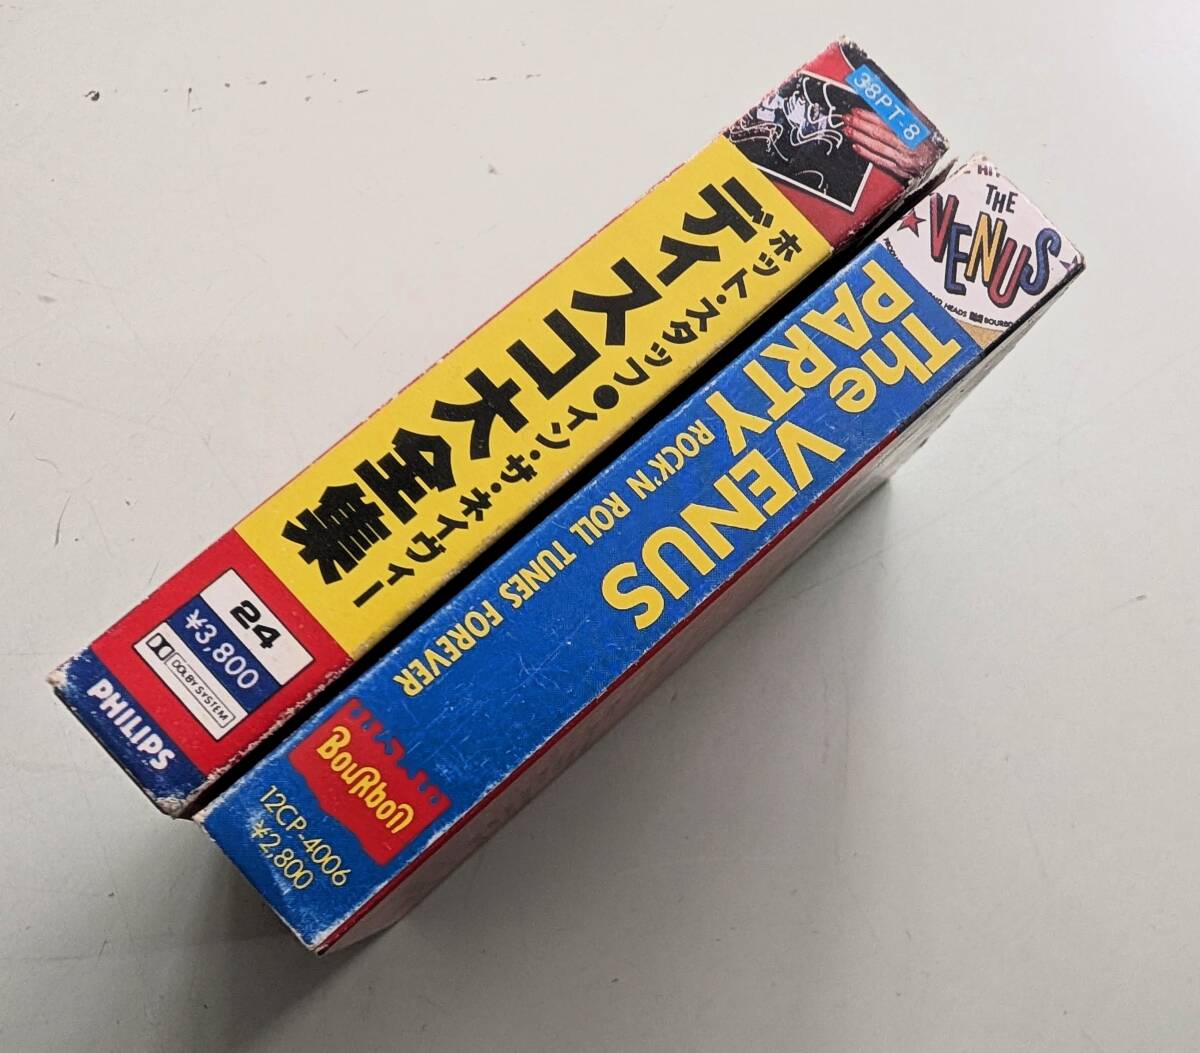 38PT-8
ホット・スタッフ●イン・ザ・ネイヴィー
ディスコ大全集
24
¥3,800
DOLBY SYSTEM
PHILIPS
THE
VENUS
HEADS
BOURBO
The VENUS
PARTY
ROCK'N ROLL TUNES FOREVER
BOURBON
12CP-4006
¥2,800